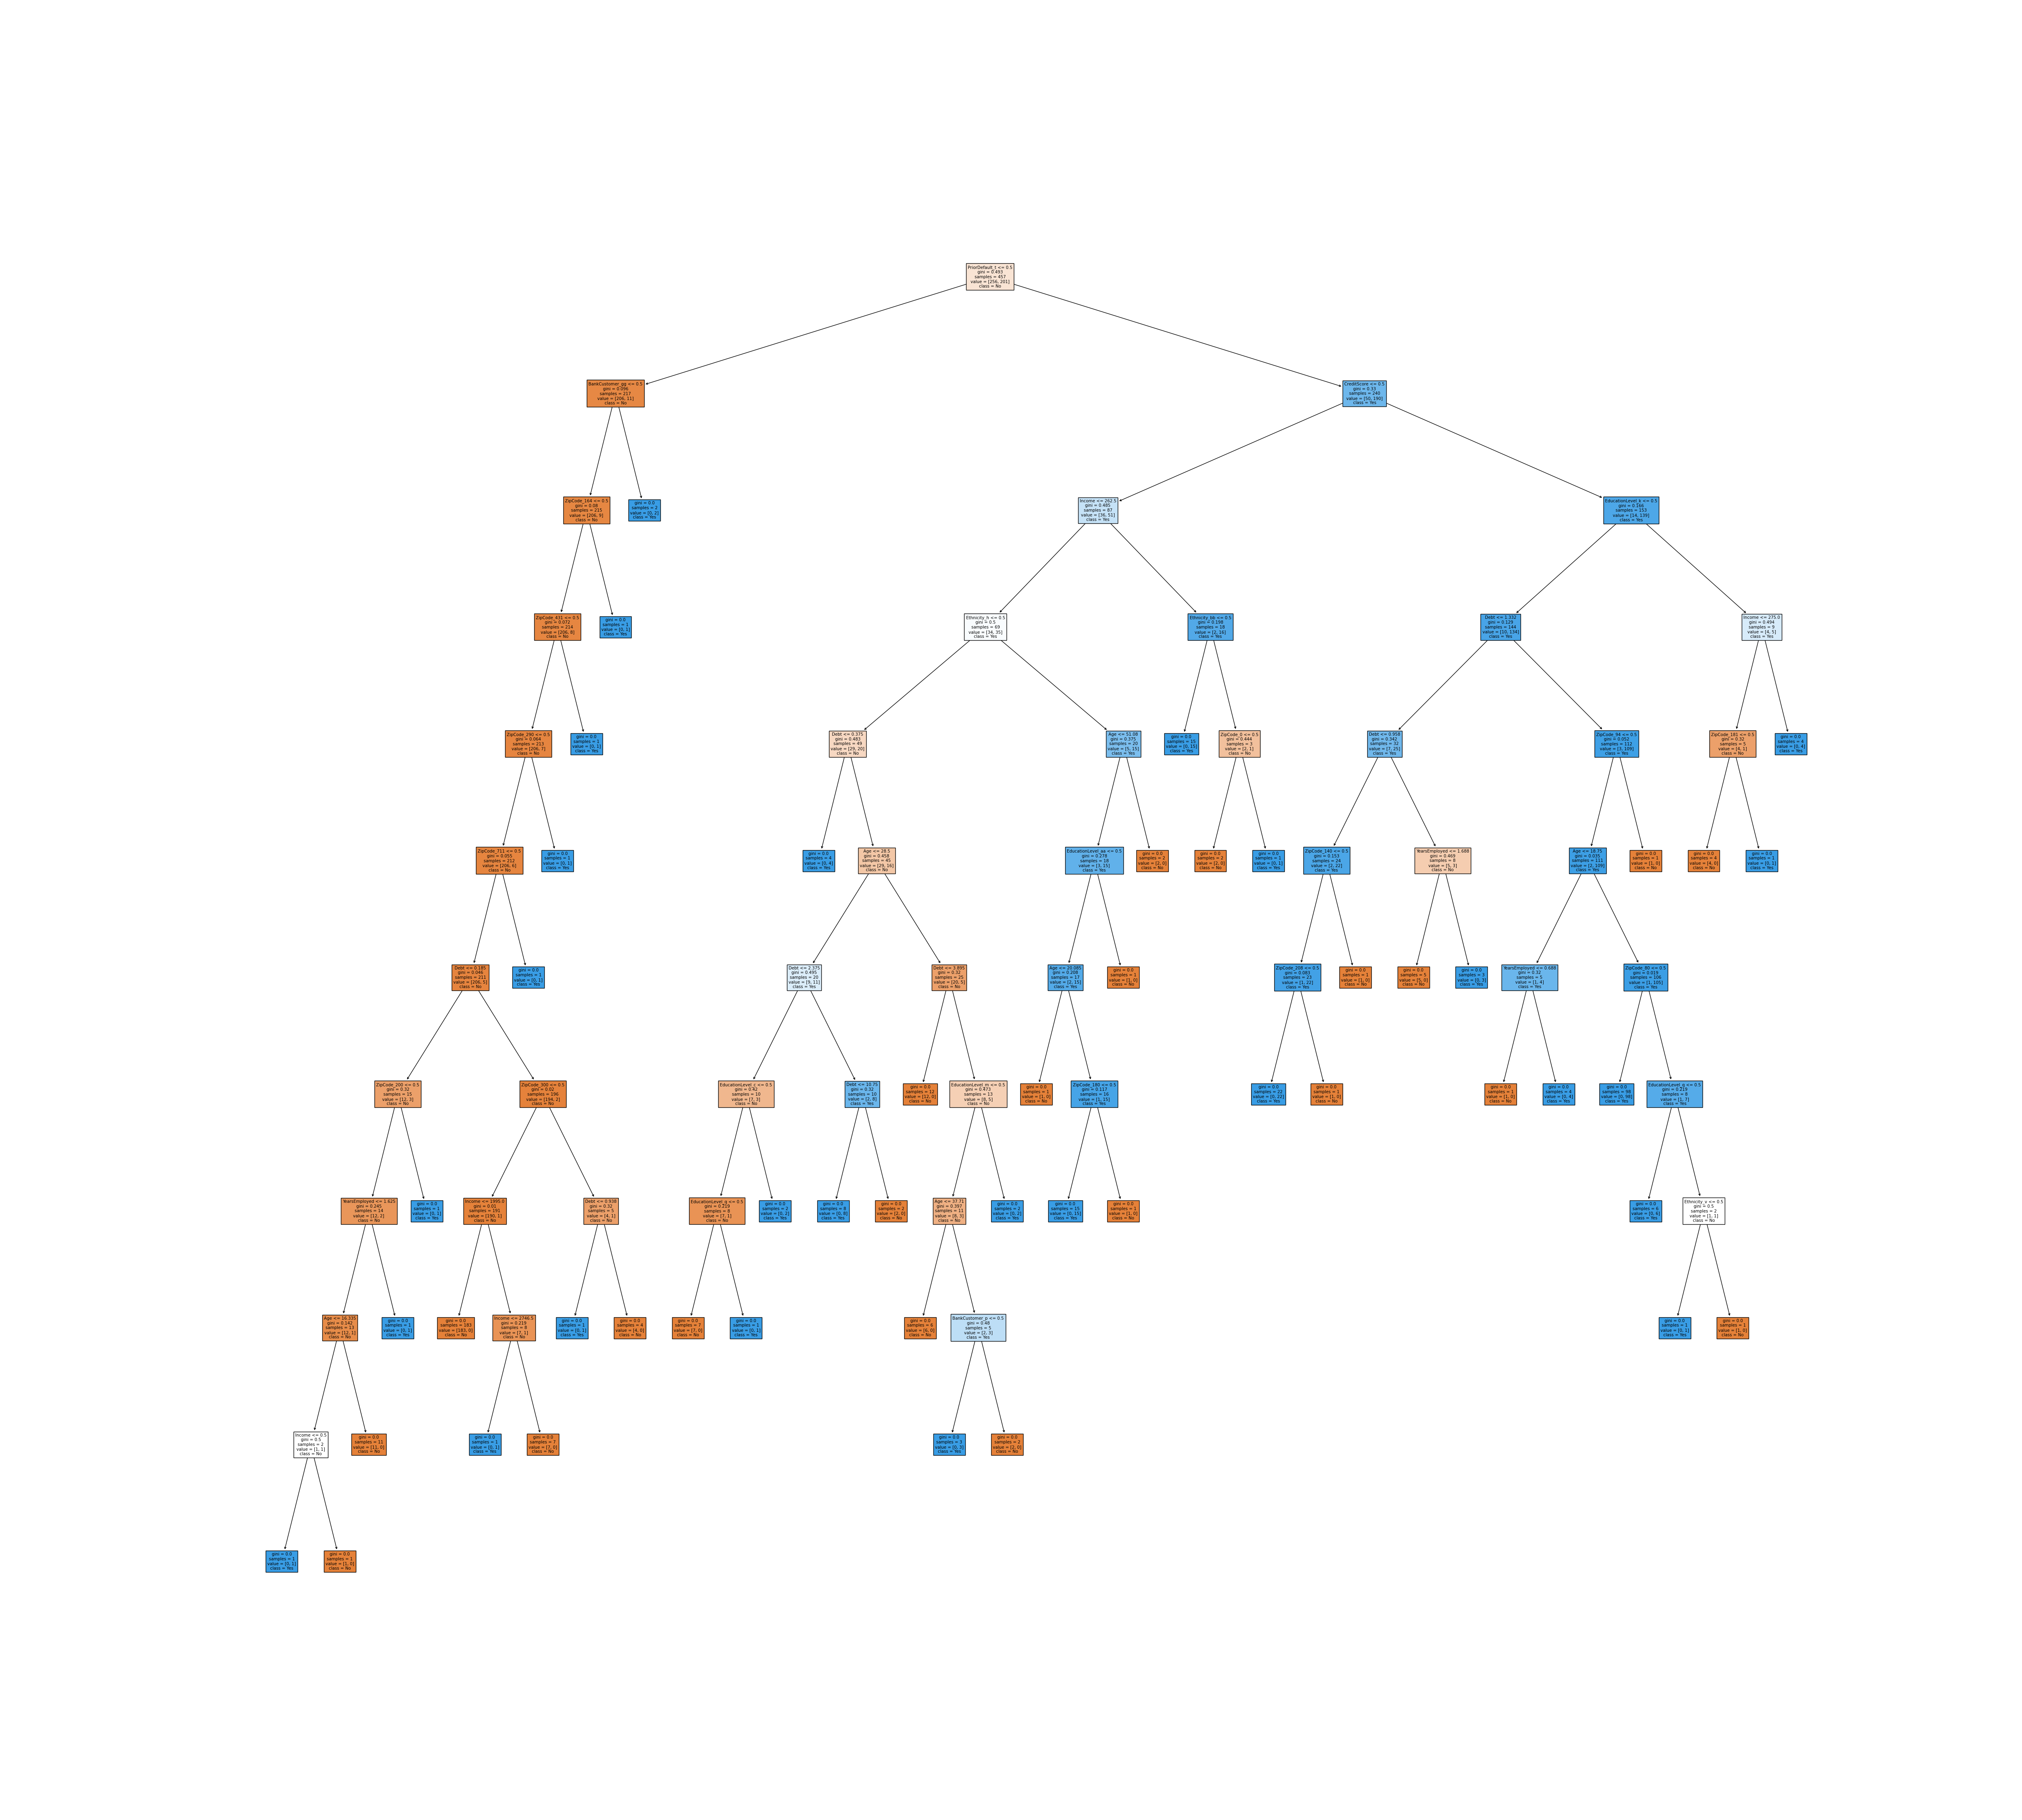 PriorDefault_t <= 0.5
gini = 0.493
samples = 457
value = [256, 201]
class = No
BankCustomer_gg <= 0.5
gini = 0.096
samples = 217
value = [206, 11]
class = No
CreditScore <= 0.5
gini = 0.33
samples = 240
value = [50, 190]
class = Yes
ZipCode_164 <= 0.5
gini = 0.08
samples = 215
value = [206, 9]
class = No
gini = 0.0
samples = 2
value = [0, 2]
class = Yes
Income <= 262.5
gini = 0.485
samples = 87
value = [36, 51]
class = Yes
EducationLevel_k <= 0.5
gini = 0.166
samples = 153
value = [14, 139]
class = Yes
ZipCode_431 <= 0.5
gini = 0.072
samples = 214
value = [206, 8]
class = No
gini = 0.0
samples = 1
value = [0, 1]
class = Yes
Ethnicity_h <= 0.5
gini = 0.5
samples = 69
value = [34, 35]
class = Yes
Ethnicity_bb <= 0.5
gini = 0.198
samples = 18
value = [2, 16]
class = Yes
Debt <= 1.332
gini = 0.129
samples = 144
value = [10, 134]
class = Yes
Income <= 275.0
gini = 0.494
samples = 9
value = [4, 5]
class = Yes
ZipCode_290 <= 0.5
gini = 0.064
samples = 213
value = [206, 7]
class = No
gini = 0.0
samples = 1
value = [0, 1]
class = Yes
Debt <= 0.375
gini = 0.483
samples = 49
value = [29, 20]
class = No
Age <= 51.08
gini = 0.375
samples = 20
value = [5, 15]
class = Yes
gini = 0.0
samples = 15
value = [0, 15]
class = Yes
ZipCode_0 <= 0.5
gini = 0.444
samples = 3
value = [2, 1]
class = No
Debt <= 0.958
gini = 0.342
samples = 32
value = [7, 25]
class = Yes
ZipCode_94 <= 0.5
gini = 0.052
samples = 112
value = [3, 109]
class = Yes
ZipCode_181 <= 0.5
gini = 0.32
samples = 5
value = [4, 1]
class = No
gini = 0.0
samples = 4
value = [0, 4]
class = Yes
ZipCode_711 <= 0.5
gini = 0.055
samples = 212
value = [206, 6]
class = No
gini = 0.0
samples = 1
value = [0, 1]
class = Yes
gini = 0.0
samples = 4
value = [0, 4]
class = Yes
Age <= 28.5
gini = 0.458
samples = 45
value = [29, 16]
class = No
EducationLevel_aa <= 0.5
gini = 0.278
samples = 18
value = [3, 15]
class = Yes
gini = 0.0
samples = 2
value = [2, 0]
class = No
gini = 0.0
samples = 2
value = [2, 0]
class = No
gini = 0.0
samples = 1
value = [0, 1]
class = Yes
ZipCode_140 <= 0.5
gini = 0.153
samples = 24
value = [2, 22]
class = Yes
YearsEmployed <= 1.688
gini = 0.469
samples = 8
value = [5, 3]
class = No
Age <= 18.75
gini = 0.035
samples = 111
value = [2, 109]
class = Yes
gini = 0.0
samples = 1
value = [1, 0]
class = No
gini = 0.0
samples = 4
value = [4, 0]
class = No
gini = 0.0
samples = 1
value = [0, 1]
class = Yes
Debt <= 0.185
gini = 0.046
samples = 211
value = [206, 5]
class = No
gini = 0.0
samples = 1
value = [0, 1]
class = Yes
Debt <= 2.375
gini = 0.495
samples = 20
value = [9, 11]
class = Yes
Debt <= 3.895
gini = 0.32
samples = 25
value = [20, 5]
class = No
Age <= 20.085
gini = 0.208
samples = 17
value = [2, 15]
class = Yes
gini = 0.0
samples = 1
value = [1, 0]
class = No
ZipCode_208 <= 0.5
gini = 0.083
samples = 23
value = [1, 22]
class = Yes
gini = 0.0
samples = 1
value = [1, 0]
class = No
gini = 0.0
samples = 5
value = [5, 0]
class = No
gini = 0.0
samples = 3
value = [0, 3]
class = Yes
YearsEmployed <= 0.688
gini = 0.32
samples = 5
value = [1, 4]
class = Yes
ZipCode_80 <= 0.5
gini = 0.019
samples = 106
value = [1, 105]
class = Yes
ZipCode_200 <= 0.5
gini = 0.32
samples = 15
value = [12, 3]
class = No
ZipCode_300 <= 0.5
gini = 0.02
samples = 196
value = [194, 2]
class = No
EducationLevel_c <= 0.5
gini = 0.42
samples = 10
value = [7, 3]
class = No
Debt <= 10.75
gini = 0.32
samples = 10
value = [2, 8]
class = Yes
gini = 0.0
samples = 12
value = [12, 0]
class = No
EducationLevel_m <= 0.5
gini = 0.473
samples = 13
value = [8, 5]
class = No
gini = 0.0
samples = 1
value = [1, 0]
class = No
ZipCode_180 <= 0.5
gini = 0.117
samples = 16
value = [1, 15]
class = Yes
gini = 0.0
samples = 22
value = [0, 22]
class = Yes
gini = 0.0
samples = 1
value = [1, 0]
class = No
gini = 0.0
samples = 1
value = [1, 0]
class = No
gini = 0.0
samples = 4
value = [0, 4]
class = Yes
gini = 0.0
samples = 98
value = [0, 98]
class = Yes
EducationLevel_q <= 0.5
gini = 0.219
samples = 8
value = [1, 7]
class = Yes
YearsEmployed <= 1.625
gini = 0.245
samples = 14
value = [12, 2]
class = No
gini = 0.0
samples = 1
value = [0, 1]
class = Yes
Income <= 1995.0
gini = 0.01
samples = 191
value = [190, 1]
class = No
Debt <= 0.938
gini = 0.32
samples = 5
value = [4, 1]
class = No
EducationLevel_q <= 0.5
gini = 0.219
samples = 8
value = [7, 1]
class = No
gini = 0.0
samples = 2
value = [0, 2]
class = Yes
gini = 0.0
samples = 8
value = [0, 8]
class = Yes
gini = 0.0
samples = 2
value = [2, 0]
class = No
Age <= 37.71
gini = 0.397
samples = 11
value = [8, 3]
class = No
gini = 0.0
samples = 2
value = [0, 2]
class = Yes
gini = 0.0
samples = 15
value = [0, 15]
class = Yes
gini = 0.0
samples = 1
value = [1, 0]
class = No
gini = 0.0
samples = 6
value = [0, 6]
class = Yes
Ethnicity_v <= 0.5
gini = 0.5
samples = 2
value = [1, 1]
class = No
Age <= 16.335
gini = 0.142
samples = 13
value = [12, 1]
class = No
gini = 0.0
samples = 1
value = [0, 1]
class = Yes
gini = 0.0
samples = 183
value = [183, 0]
class = No
Income <= 2746.5
gini = 0.219
samples = 8
value = [7, 1]
class = No
gini = 0.0
samples = 1
value = [0, 1]
class = Yes
gini = 0.0
samples = 4
value = [4, 0]
class = No
gini = 0.0
samples = 7
value = [7, 0]
class = No
gini = 0.0
samples = 1
value = [0, 1]
class = Yes
gini = 0.0
samples = 6
value = [6, 0]
class = No
BankCustomer_p <= 0.5
gini = 0.48
samples = 5
value = [2, 3]
class = Yes
gini = 0.0
samples = 1
value = [0, 1]
class = Yes
gini = 0.0
samples = 1
value = [1, 0]
class = No
Income <= 0.5
gini = 0.5
samples = 2
value = [1, 1]
class = No
gini = 0.0
samples = 11
value = [11, 0]
class = No
gini = 0.0
samples = 1
value = [0, 1]
class = Yes
gini = 0.0
samples = 7
value = [7, 0]
class = No
gini = 0.0
samples = 3
value = [0, 3]
class = Yes
gini = 0.0
samples = 2
value = [2, 0]
class = No
gini = 0.0
samples = 1
value = [0, 1]
class = Yes
gini = 0.0
samples = 1
value = [1, 0]
class = No